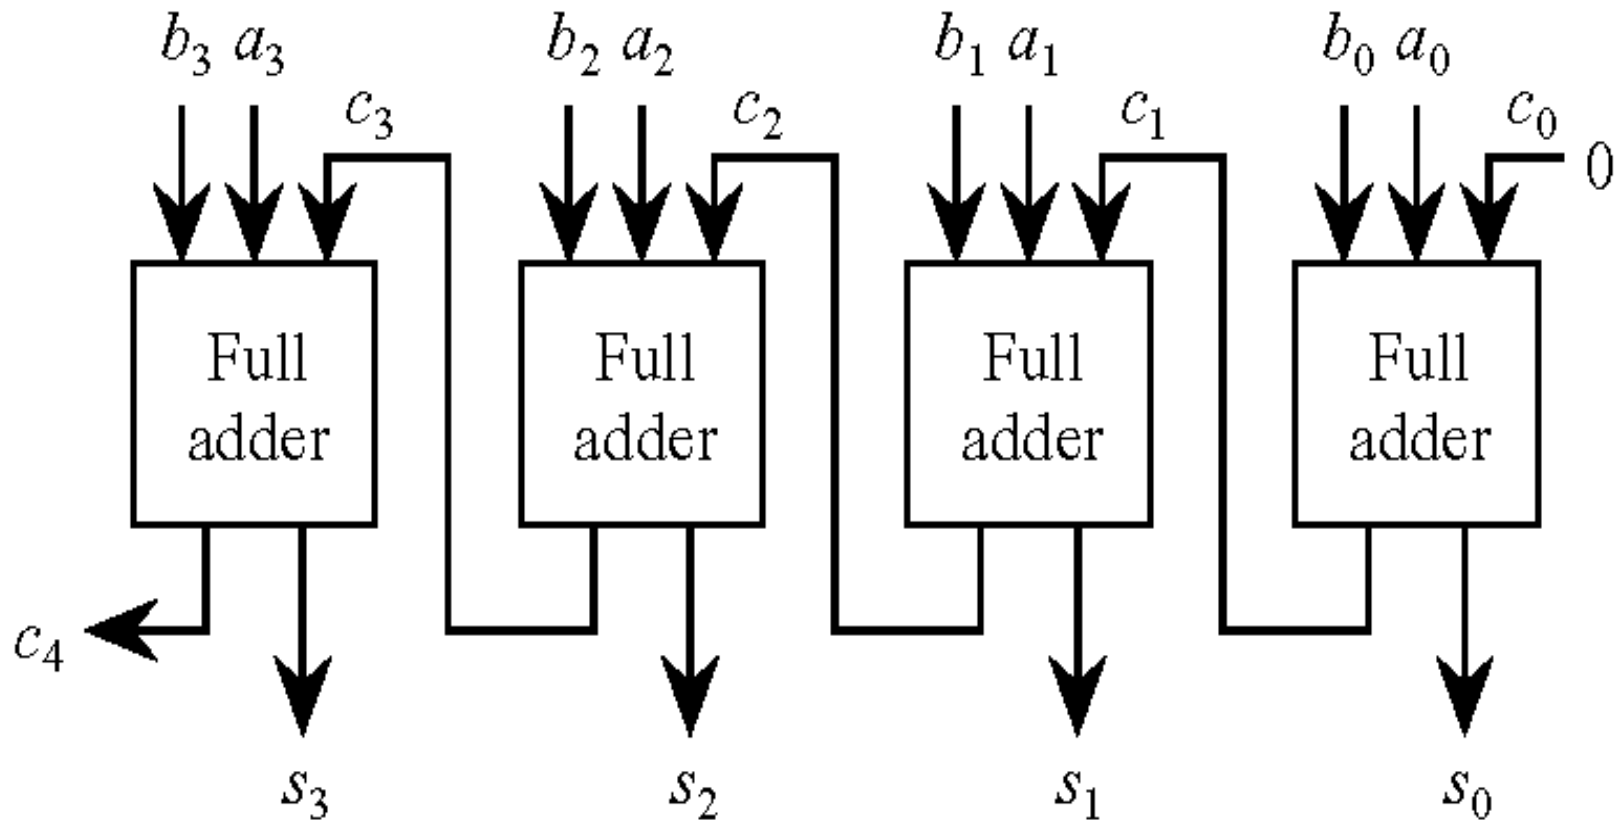 b3 a3 b2 a2 b1 a1 b0 a0
c3 c2 c1 c0
0
Full adder
Full adder
Full adder
Full adder
c4
s3 s2 s1 s0